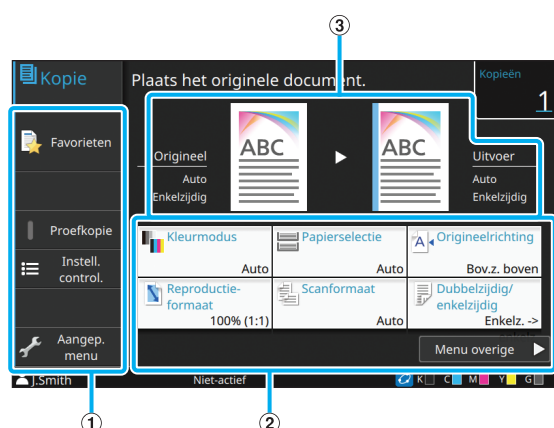 3
Kopie
Plaats het originele document.
Kopieën
1
Favorieten
Proefkopie
Instell.
control.
Aangep.
menu
Origineel
Auto
Enkelzijdig
ABC
ABC
Uitvoer
Auto
Enkelzijdig
Kleurmodus
Auto
Papierselectie
Auto
Origineelrichting
Bov.z. boven
Reproductie-
formaat
100% (1:1)
Scanformaat
Auto
Dubbelzijdig/
enkelzijdig
Enkelz. ->
Menu overige
J.Smith
Niet-actief
K C M Y G
1
2